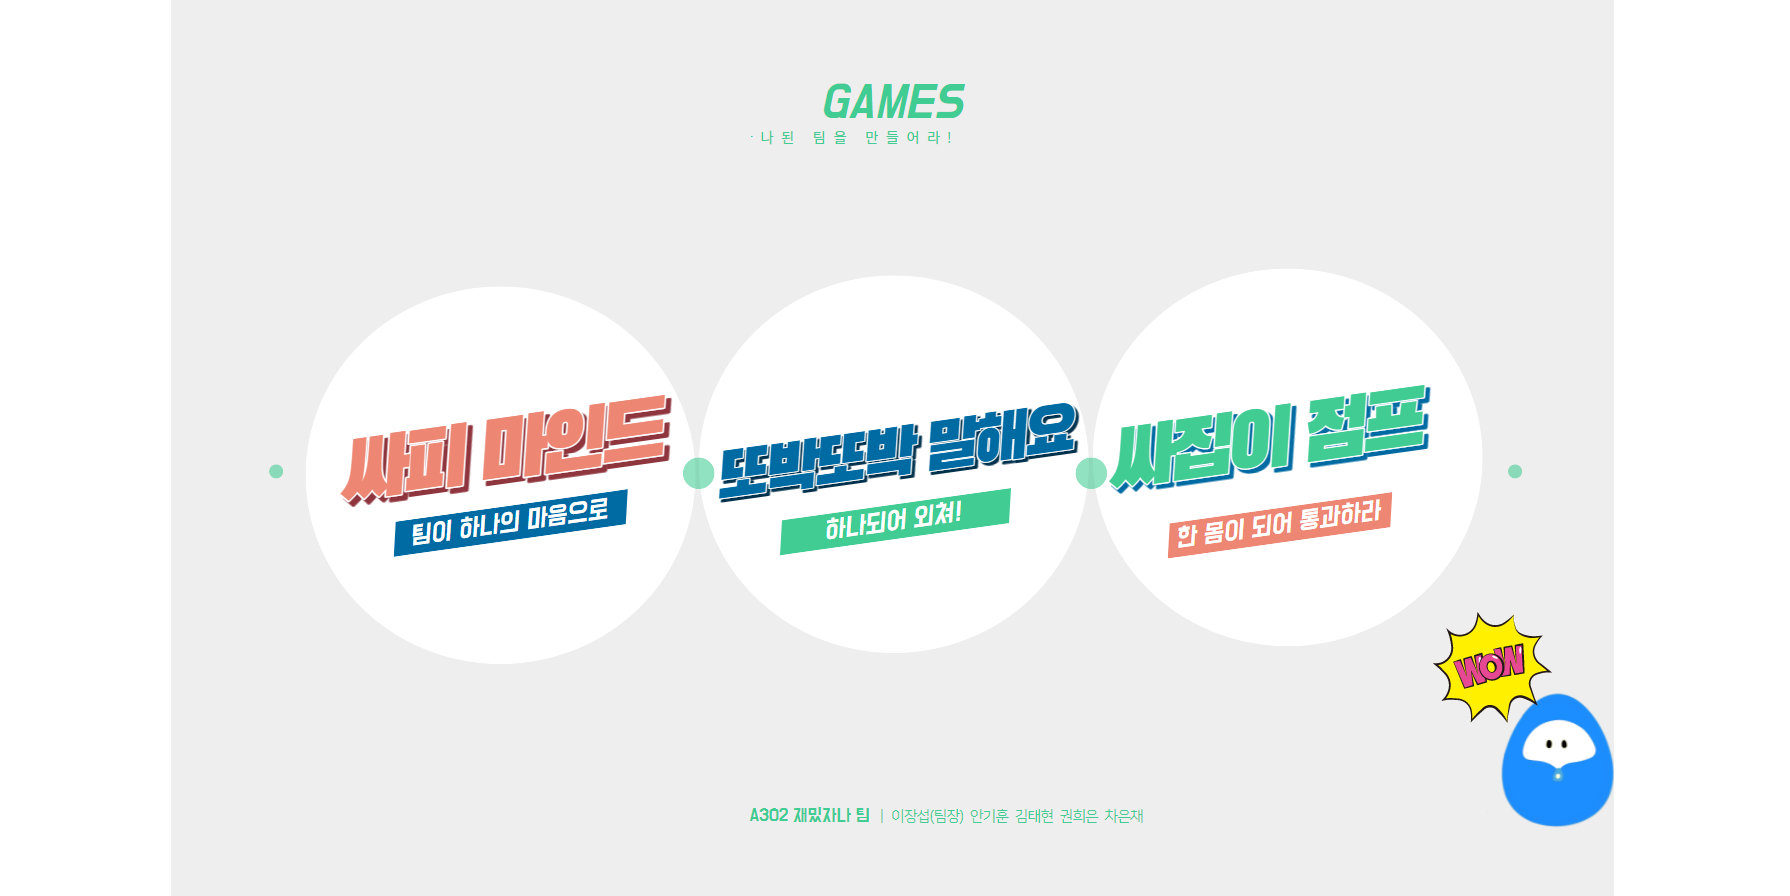 GAMES
나된 팀을 만들어라!
싸피 마인드
팀이 하나의 마음으로
또박또박 말해요
하나되어 외쳐!
싸집이 점프
한 몸이 되어 통과하라
WOW
A302 재밌자나 팀 | 이장섭(팀장) 안기훈 김태현 권희은 차은채